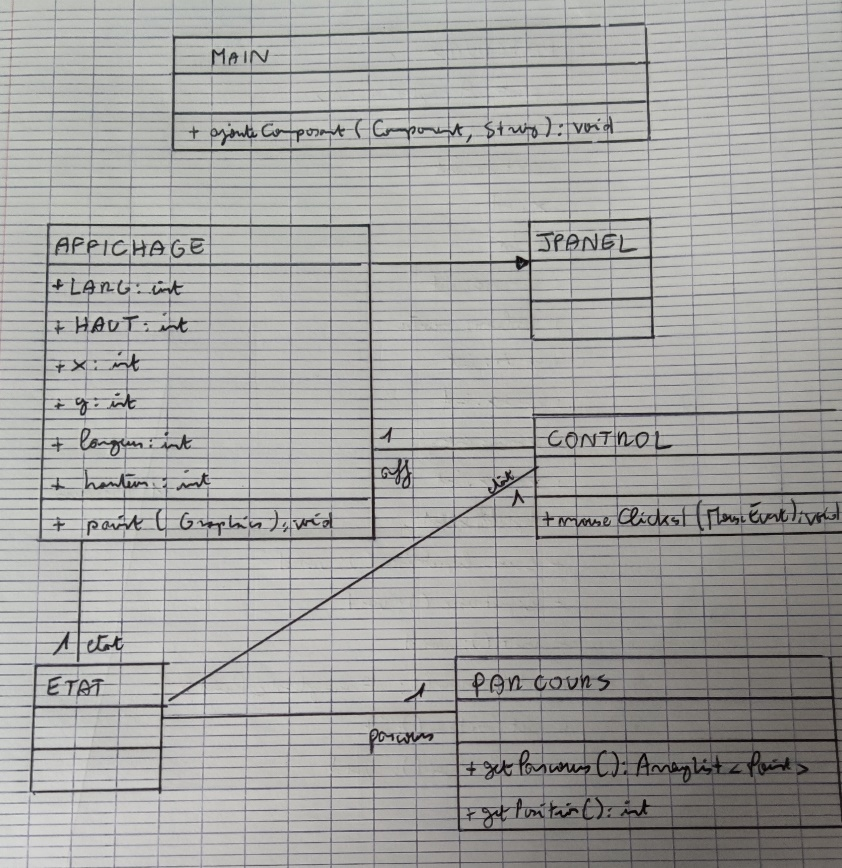 MAIN
+ ajouteComposant (Component, String): void
AFFICHAGE
JPANEL
+ LARG: int
+ HAUT: int
+ x: int
+ y: int
1
CONTROL
+ longueur: int
aff
+ hauteur: int
etat
1
+ paint (Graphics): void
+ mouseClicked (MouseEvent): void
1 etat
ETAT
1
PARCOURS
parcours
+ getParcours(): ArrayList<Point>
+ getPosition(): int